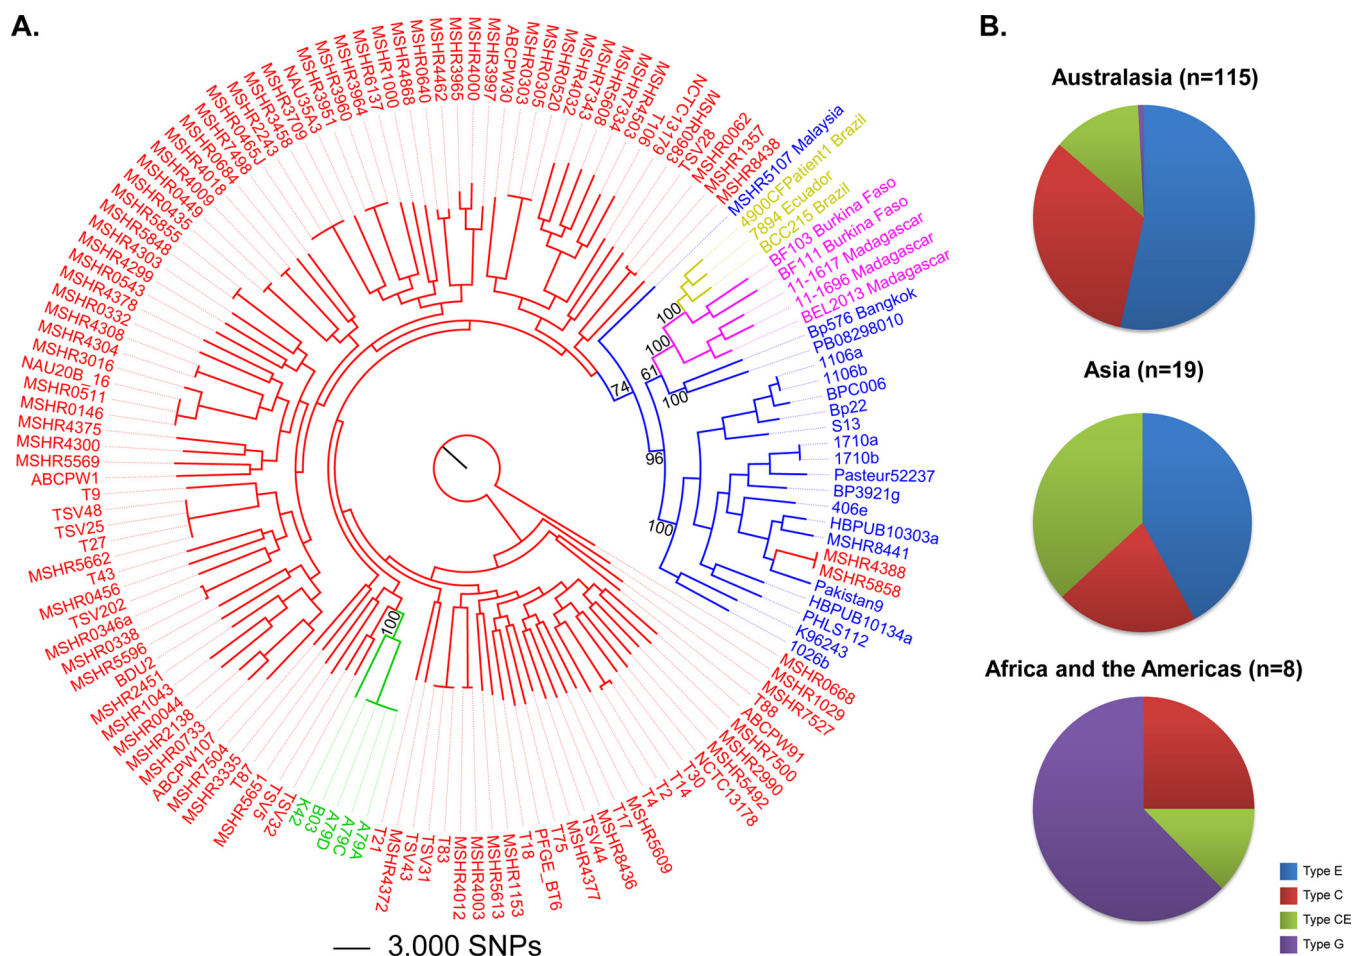 A.
B.
MSHR5569
ABCPW1
MSHR4300
MSHR4375
MSHR0146
MSHR0511
NAU20B_16
MSHR3016
MSHR4304
MSHR4308
MSHR0332
MSHR4378
MSHR0543
MSHR4299
MSHR4303
MSHR5848
MSHR5855
MSHR0435
MSHR0449
MSHR4009
MSHR4018
MSHR0684
MSHR7498
MSHR0465J
MSHR2243
MSHR3458
MSHR3709
NAU35A3
MSHR3951
MSHR3960
MSHR3964
MSHR6137
MSHR1000
MSHR4868
MSHR0640
MSHR4462
MSHR3965
MSHR4000
MSHR3997
ABCPW30
MSHR0303
MSHR0305
MSHR0520
MSHR4032
MSHR7343
MSHR5608
MSHR7334
MSHR4503
T106
NCTC13179
MSHR0983
TSV28
MSHR0062
MSHR1357
MSHR8438
MSHR5107 Malaysia
4900CFPatient1 Brazil
7894 Ecuador
BCC215 Brazil
BF103 Burkina Faso
BF111 Burkina Faso
11-1617 Madagascar
11-1696 Madagascar
BEL2013 Madagascar
Bp576 Bangkok
PB08298010
1106a
1106b
BPC006
Bp22
S13
1710a
1710b
Pasteur52237
BP3921g
406e
HBPUB10303a
MSHR8441
MSHR4388
MSHR5858
Pakistan9
HBPUB10134a
PHLS112
K96243
1026b
MSHR0668
MSHR1029
MSHR7527
T88
ABCPW91
MSHR7500
MSHR2990
MSHR5492
NCTC13178
T30
T14
T2
T4
MSHR5609
T17
MSHR8436
TSV44
MSHR4377
T75
PFGE_BT6
T18
MSHR1153
MSHR5613
MSHR4003
MSHR4012
T83
TSV31
TSV43
MSHR4372
T21
A79A
A79C
A79D
B03
K42
TSV32
TSV5
MSHR5651
T87
MSHR3335
MSHR7504
ABCPW107
MSHR0733
MSHR2138
MSHR0044
MSHR1043
MSHR2451
BDU2
MSHR5596
MSHR0338
MSHR0346a
TSV202
MSHR0456
T43
MSHR5662
T27
TSV25
TSV48
T9
100
100
61
100
74
96
100
100
3,000 SNPs
Australasia (n=115)
Asia (n=19)
Africa and the Americas (n=8)
Type E
Type C
Type CE
Type G